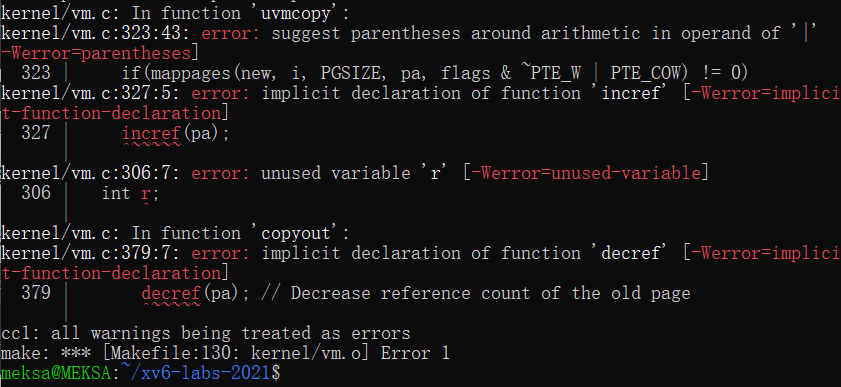 kernel/vm.c: In function 'uvmcopy':
kernel/vm.c:323:43: error: suggest parentheses around arithmetic in operand of '|'
-Werror=parentheses]
323 | if(mappages(new, i, PGSIZE, pa, flags & ~PTE_W | PTE_COW) != 0)
kernel/vm.c:327:5: error: implicit declaration of function 'incref' [-Werror=implici
t-function-declaration]
327 | incref(pa);
| ^~~~~~
kernel/vm.c:306:7: error: unused variable 'r' [-Werror=unused-variable]
306 | int r;
| ^
kernel/vm.c: In function 'copyout':
kernel/vm.c:379:7: error: implicit declaration of function 'decref' [-Werror=implici
t-function-declaration]
379 | decref(pa); // Decrease reference count of the old page
| ^~~~~~
cc1: all warnings being treated as errors
make: *** [Makefile:130: kernel/vm.o] Error 1
meksa@MEKSA:~/xv6-labs-2021$